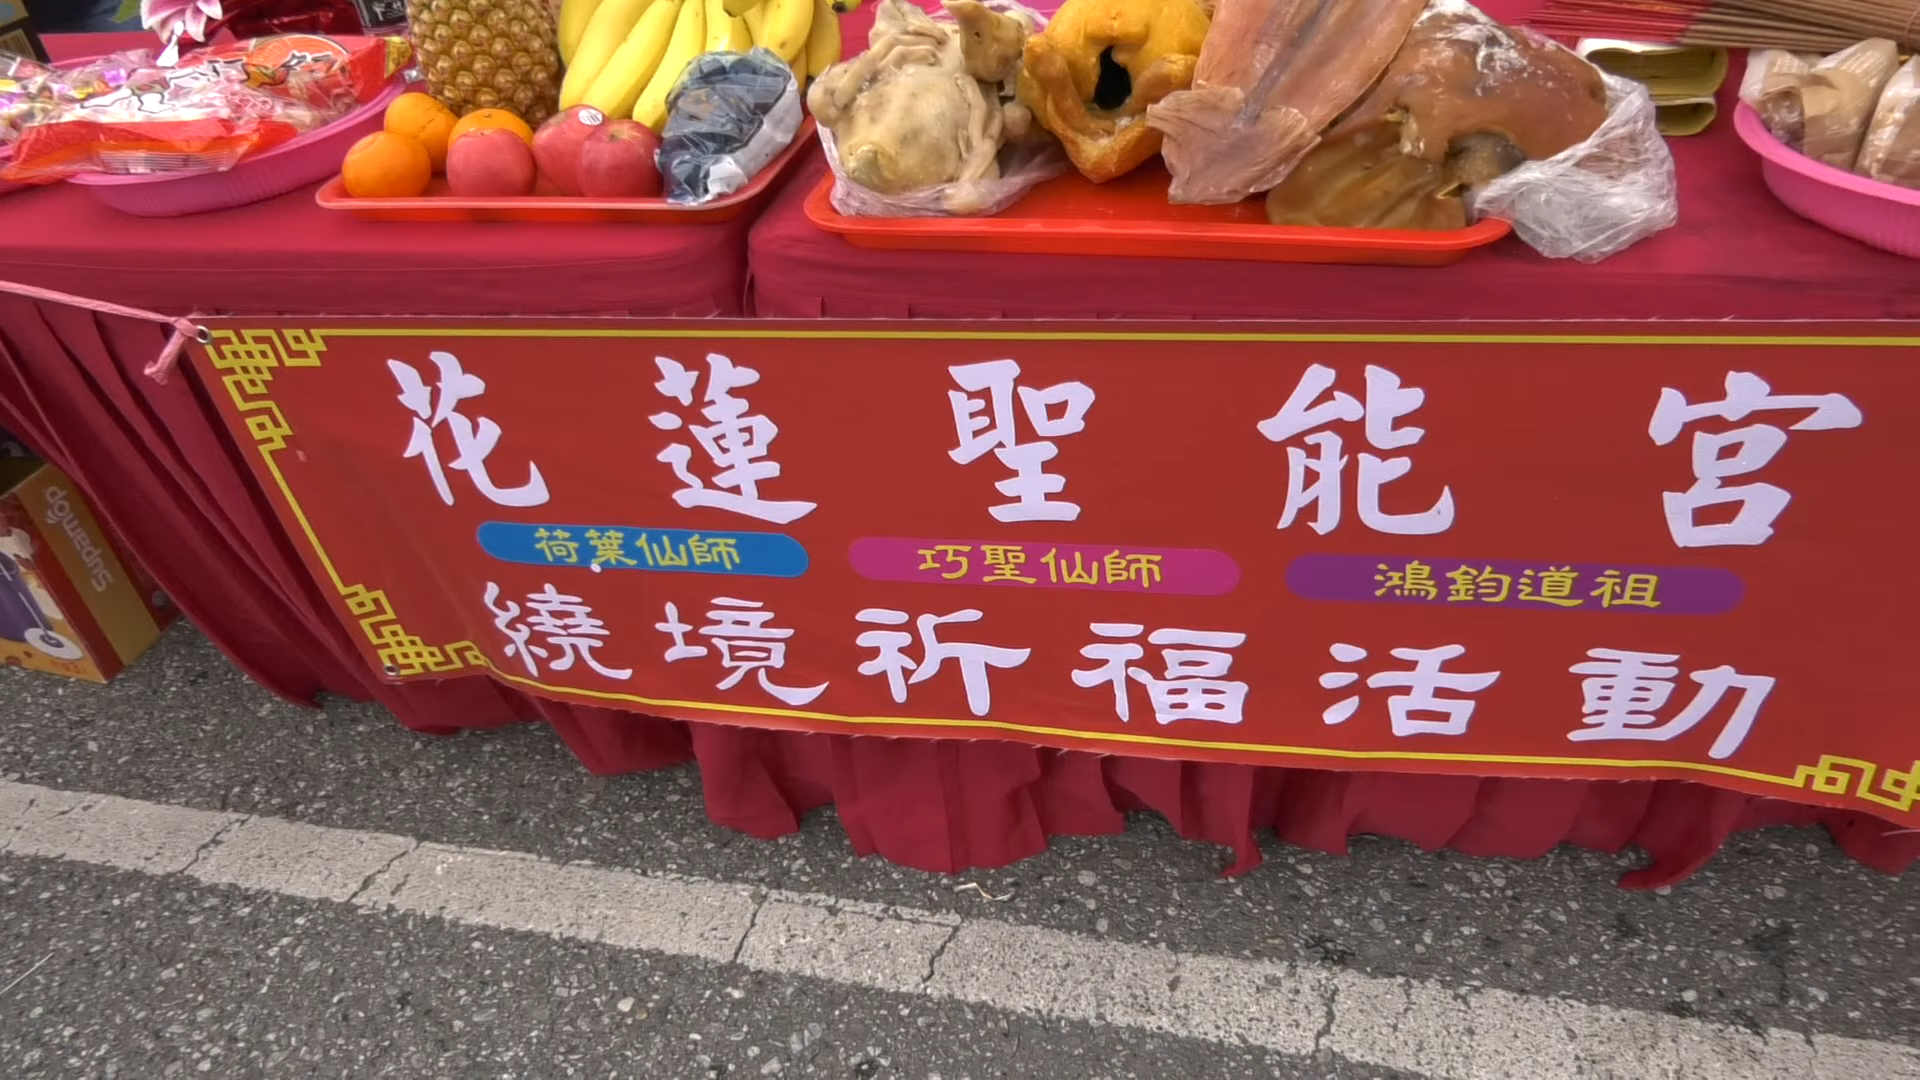 花蓮聖能宮
荷葉仙師 巧聖仙師 鴻鈞道祖
繞境祈福活動